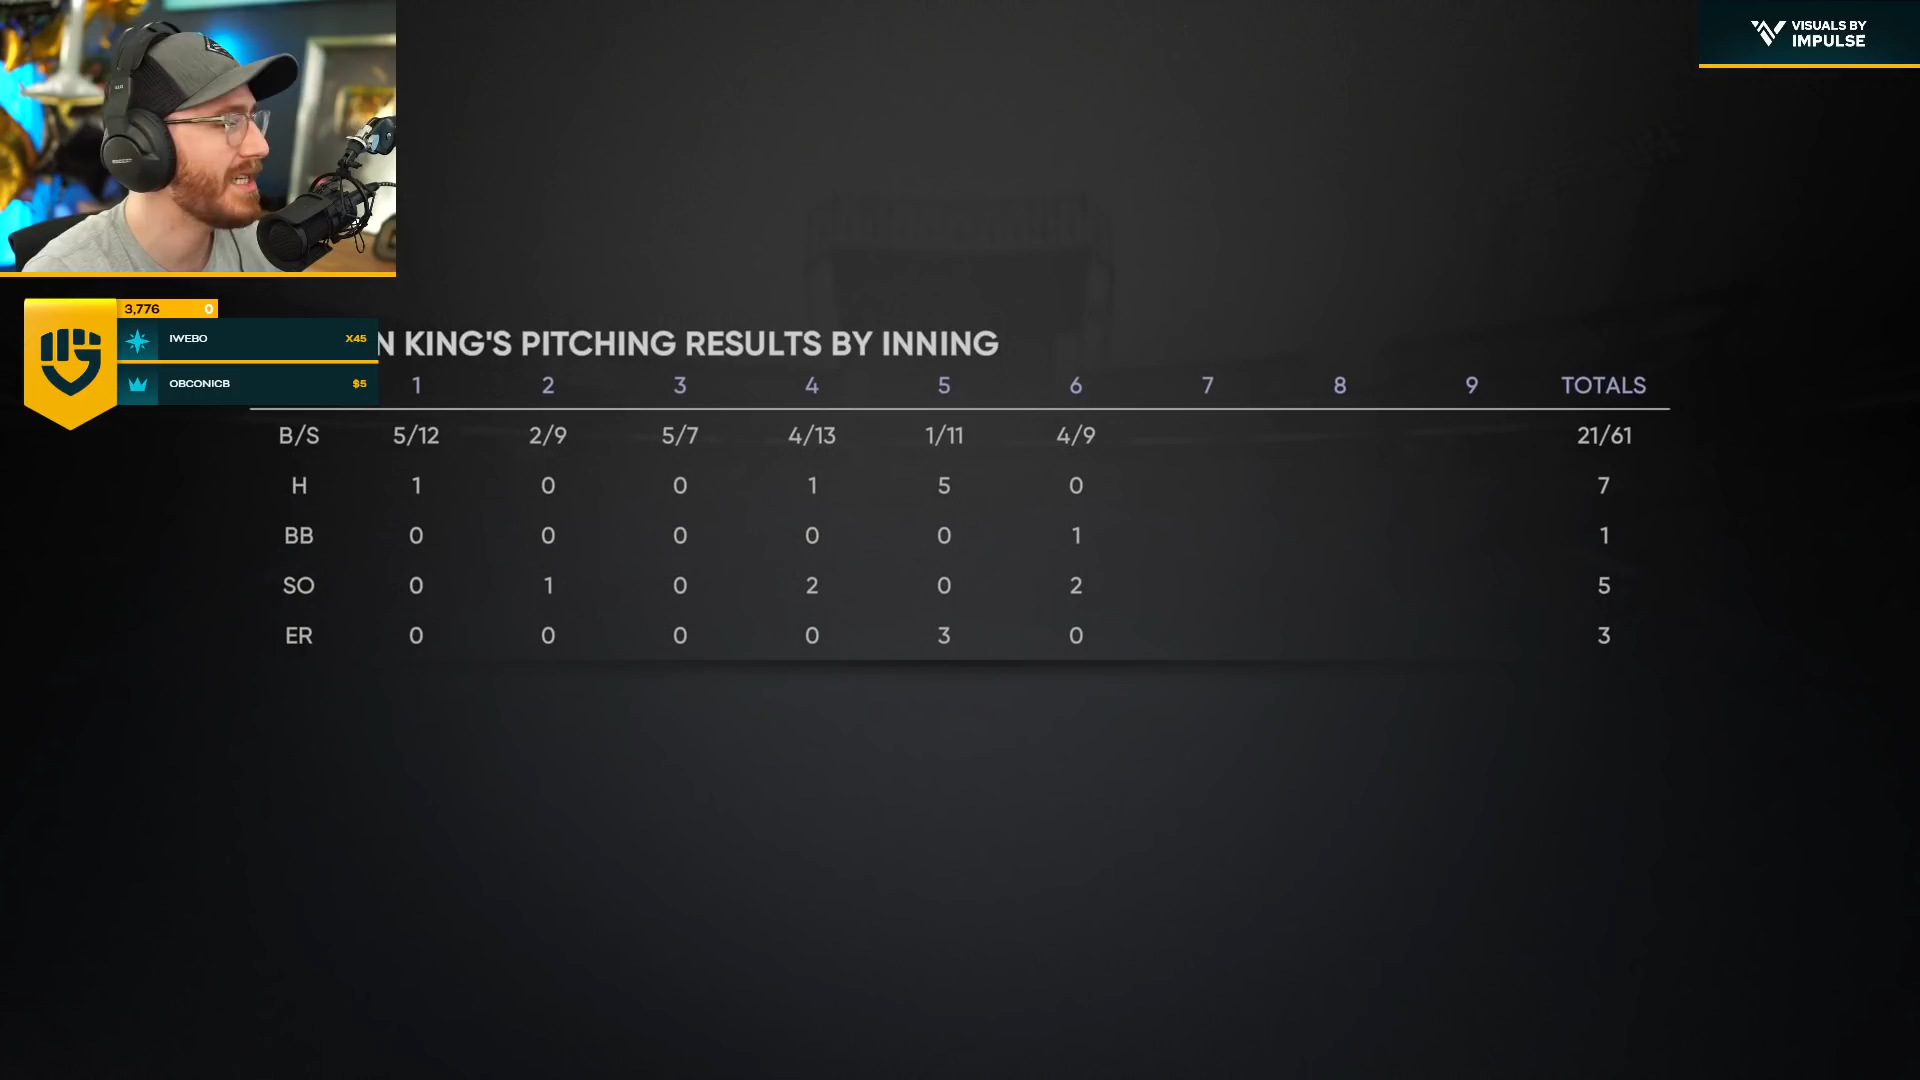 VISUALS BY
IMPULSE
3,776 0
IWEBO X45
OBCONICB $5
N KING'S PITCHING RESULTS BY INNING
1 2 3 4 5 6 7 8 9 TOTALS
B/S 5/12 2/9 5/7 4/13 1/11 4/9 21/61
H 1 0 0 1 5 0 7
BB 0 0 0 0 0 1 1
SO 0 1 0 2 0 2 5
ER 0 0 0 0 3 0 3